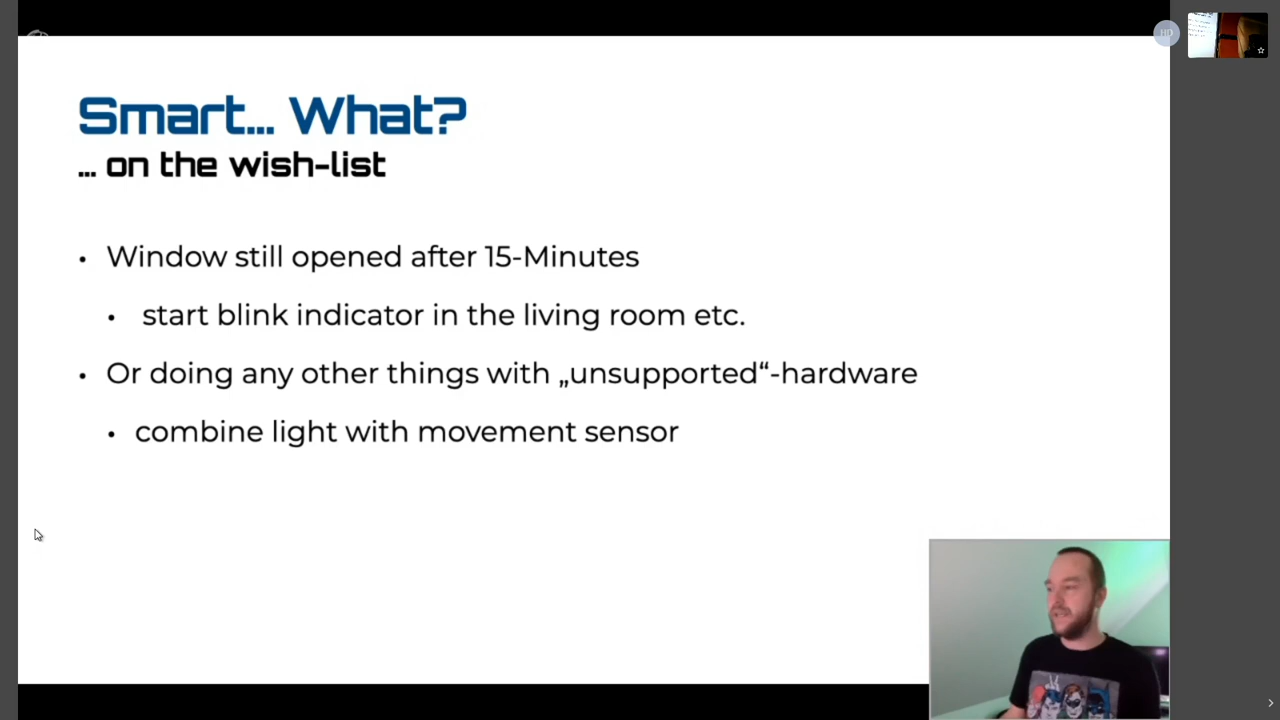 Smart... What?
... on the wish-list
• Window still opened after 15-Minutes
• start blink indicator in the living room etc.
• Or doing any other things with „unsupported“-hardware
• combine light with movement sensor
HD